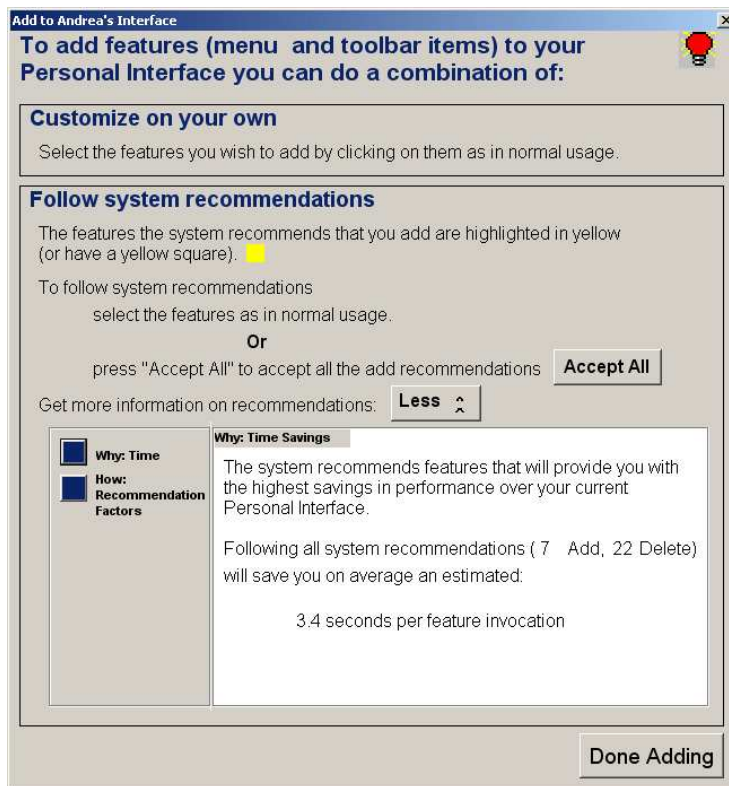 Add to Andrea's Interface
To add features (menu and toolbar items) to your
Personal Interface you can do a combination of:
Customize on your own
Select the features you wish to add by clicking on them as in normal usage.
Follow system recommendations
The features the system recommends that you add are highlighted in yellow
(or have a yellow square).
To follow system recommendations
select the features as in normal usage.
Or
press "Accept All" to accept all the add recommendations
Accept All
Get more information on recommendations:
Less
Why: Time
How:
Recommendation
Factors
Why: Time Savings
The system recommends features that will provide you with
the highest savings in performance over your current
Personal Interface.
Following all system recommendations ( 7 Add, 22 Delete)
will save you on average an estimated:
3.4 seconds per feature invocation
Done Adding